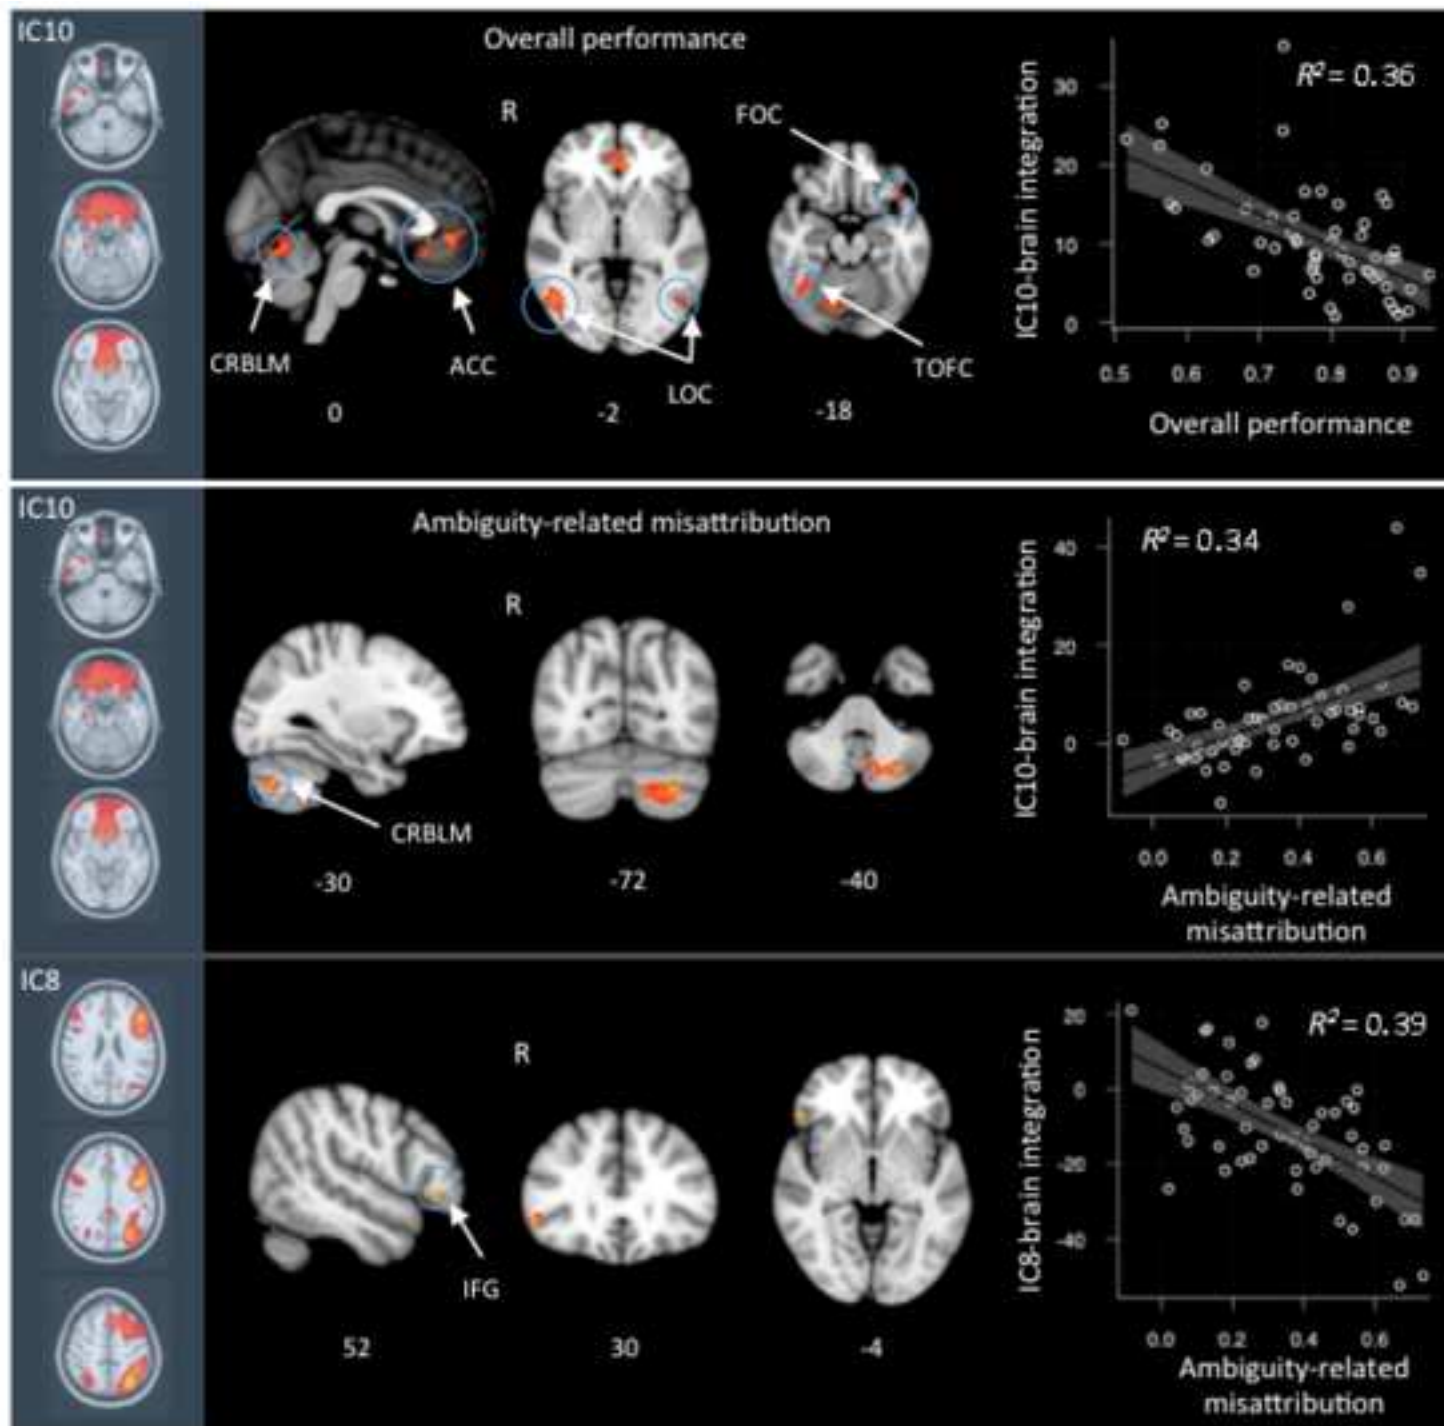 IC10
Overall performance
R
FOC
CRBLM
ACC
LOC
TOFC
0
-2
-18
IC10-brain integration
30
20
10
0
R² = 0.36
0.5 0.6 0.7 0.8 0.9
Overall performance
IC10
Ambiguity-related misattribution
R
CRBLM
-30
-72
-40
IC10-brain integration
40
20
0
R² = 0.34
0.0 0.2 0.4 0.6
Ambiguity-related
misattribution
IC8
R
IFG
52
30
-4
IC8-brain integration
20
0
-20
-40
R² = 0.39
0.0 0.2 0.4 0.6
Ambiguity-related
misattribution